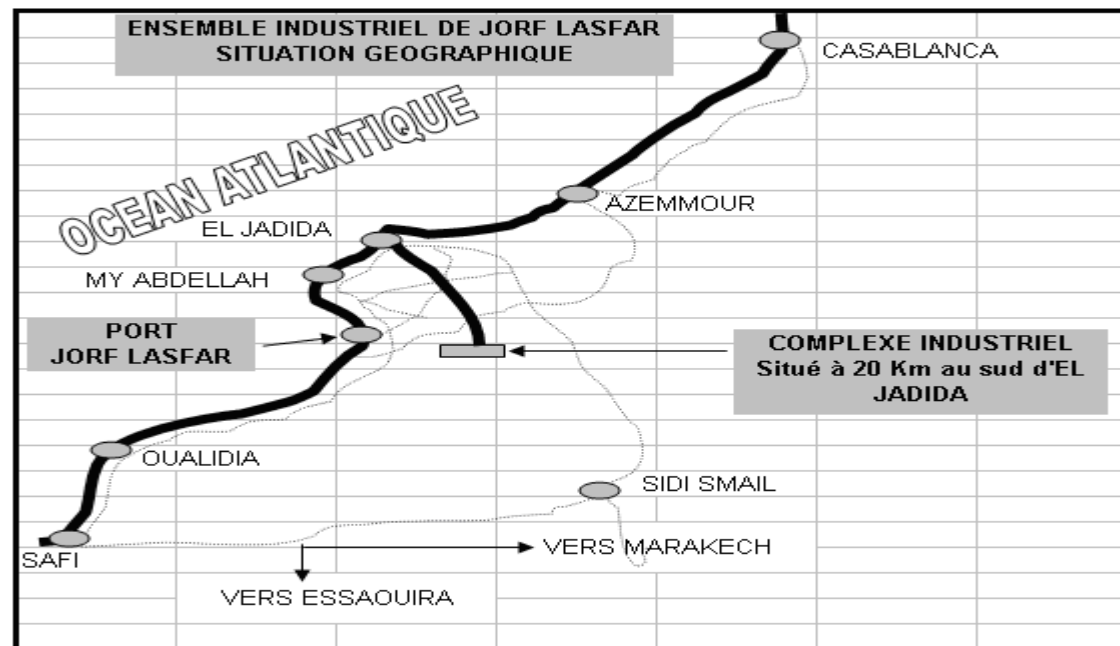 ENSEMBLE INDUSTRIEL DE JORF LASFAR
SITUATION GEOGRAPHIQUE
CASABLANCA
OCEAN ATLANTIQUE
AZEMMOUR
EL JADIDA
MY ABDELLAH
PORT
JORF LASFAR
COMPLEXE INDUSTRIEL
Situé à 20 Km au sud d'EL
JADIDA
OUALIDIA
SIDI SMAIL
VERS MARAKECH
SAFI
VERS ESSAOUIRA